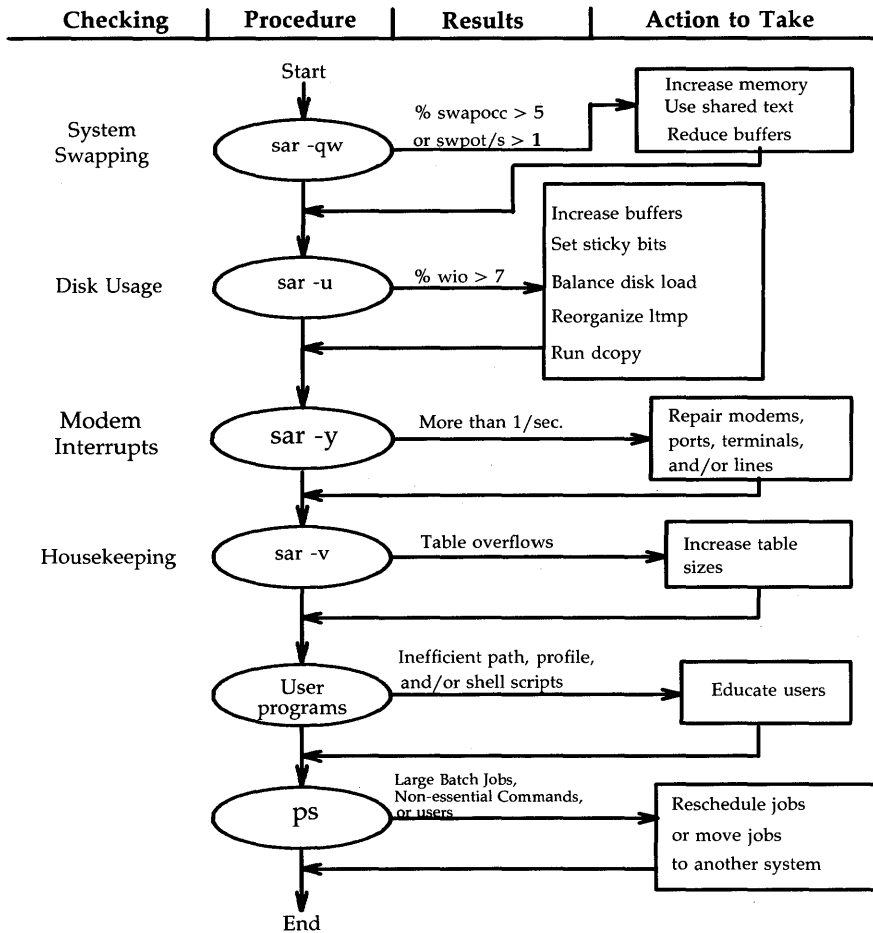 Checking Procedure Results Action to Take
Start
System
Swapping
sar -qw
% swapocc > 5
or swpot/s > 1
Increase memory
Use shared text
Reduce buffers
Disk Usage
sar -u
% wio > 7
Increase buffers
Set sticky bits
Balance disk load
Reorganize ltmp
Run dcopy
Modem
Interrupts
sar -y
More than 1/sec.
Repair modems,
ports, terminals,
and/or lines
Housekeeping
sar -v
Table overflows
Increase table
sizes
User
programs
Inefficient path, profile,
and/or shell scripts
Educate users
ps
Large Batch Jobs,
Non-essential Commands,
or users
Reschedule jobs
or move jobs
to another system
End